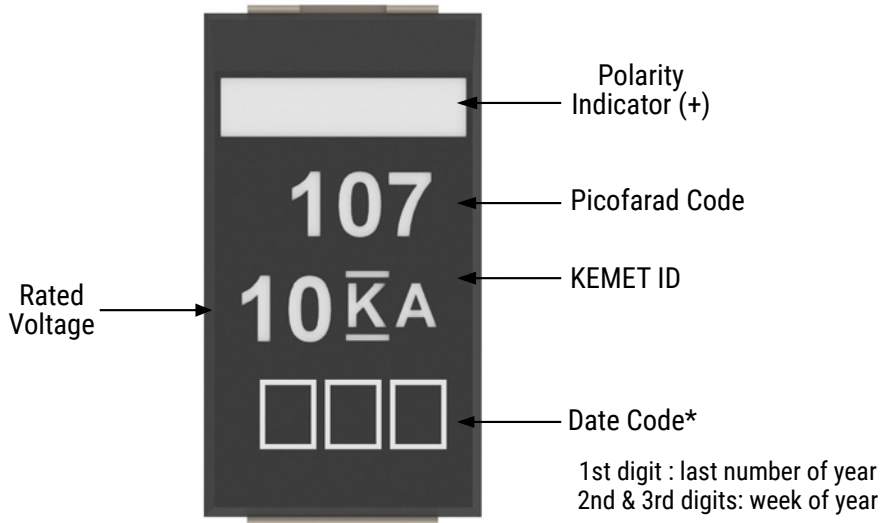 Polarity
Indicator (+)
107
Picofarad Code
KEMET ID
Rated
Voltage
10 K A
Date Code*
1st digit : last number of year
2nd & 3rd digits: week of year